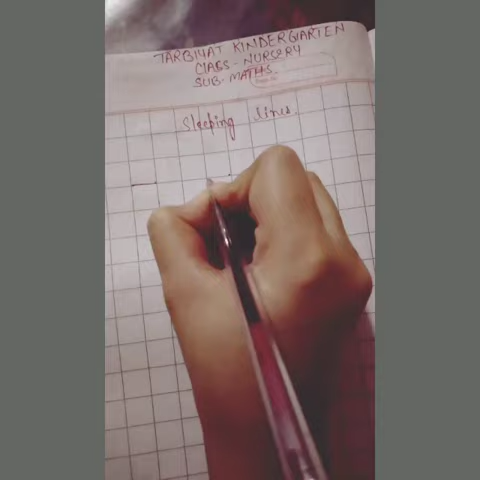 TARBIYAT KINDERGARTEN
CLASS - NURSERY
SUB - MATHS.
Sleeping lines.